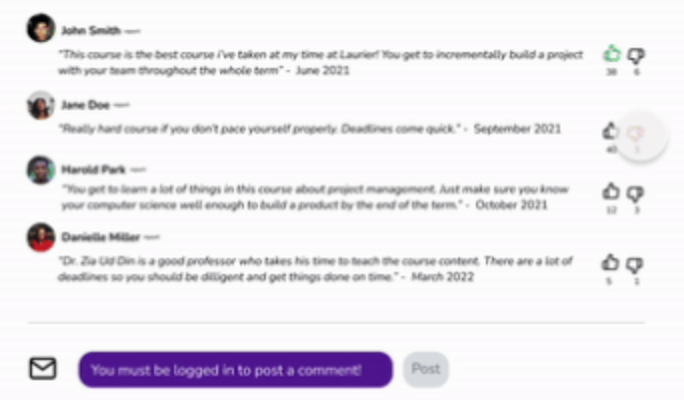 John Smith
"This course is the best course i've taken at my time at Laurier! You get to incrementally build a project
with your team throughout the whole term" - June 2021
38 6
Jane Doe
"Really hard course if you don't pace yourself properly. Deadlines come quick." - September 2021
40
Harold Park
"You get to learn a lot of things in this course about project management. Just make sure you know
your computer science well enough to build a product by the end of the term." - October 2021
12 3
Danielle Miller
"Dr. Zia Ud Din is a good professor who takes his time to teach the course content. There are a lot of
deadlines so you should be dilligent and get things done on time." - March 2022
5 1
You must be logged in to post a comment!
Post